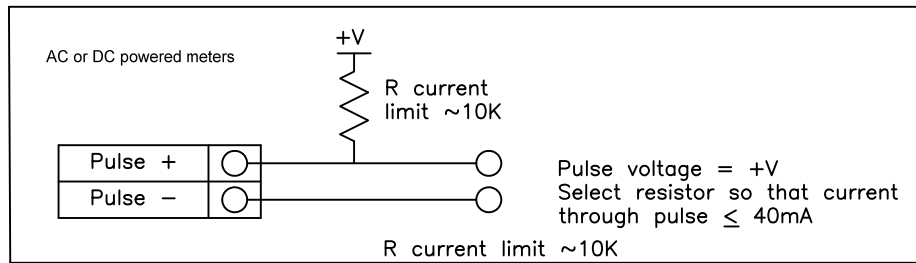 +V
AC or DC powered meters
R current
limit ~10K
Pulse +
Pulse −
Pulse voltage = +V
Select resistor so that current
through pulse ≤ 40mA
R current limit ~10K